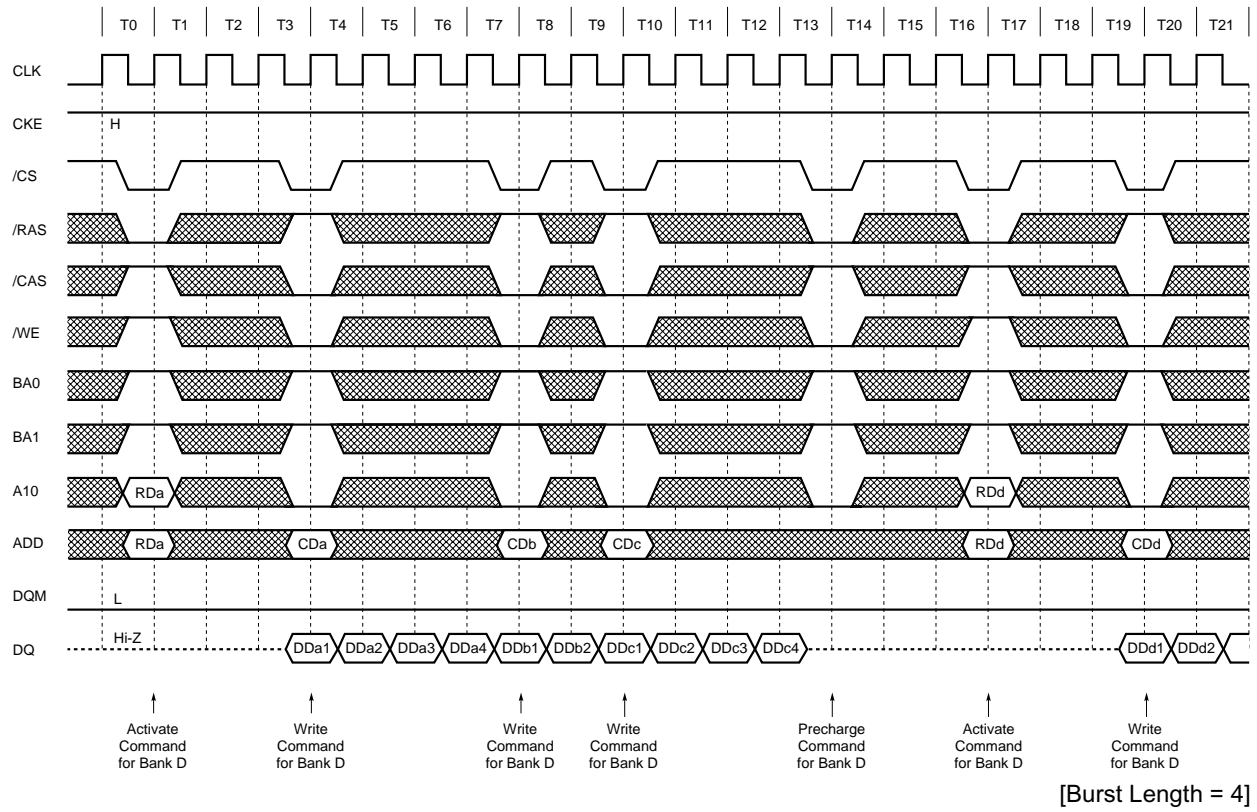 T0 T1 T2 T3 T4 T5 T6 T7 T8 T9 T10 T11 T12 T13 T14 T15 T16 T17 T18 T19 T20 T21
CLK
CKE H
/CS
/RAS
/CAS
/WE
BA0
BA1
A10 RDa RDd
ADD RDa CDa CDb CDc RDd CDd
DQM L
DQ Hi-Z DDa1 DDa2 DDa3 DDa4 DDb1 DDb2 DDc1 DDc2 DDc3 DDc4 DDd1 DDd2
Activate
Command
for Bank D
Write
Command
for Bank D
Write
Command
for Bank D
Write
Command
for Bank D
Precharge
Command
for Bank D
Activate
Command
for Bank D
Write
Command
for Bank D
[Burst Length = 4]